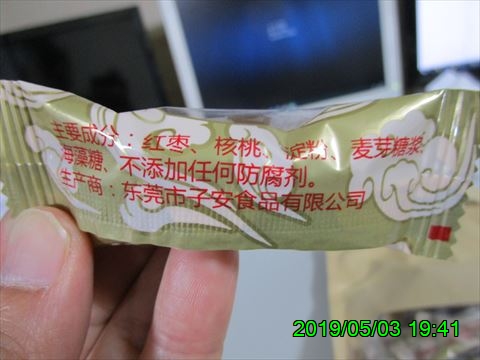 主要成分：红枣、核桃、淀粉、麦芽糖浆、
海藻糖、不添加任何防腐剂。
生产商：东莞市子安食品有限公司
2019/05/03 19:41